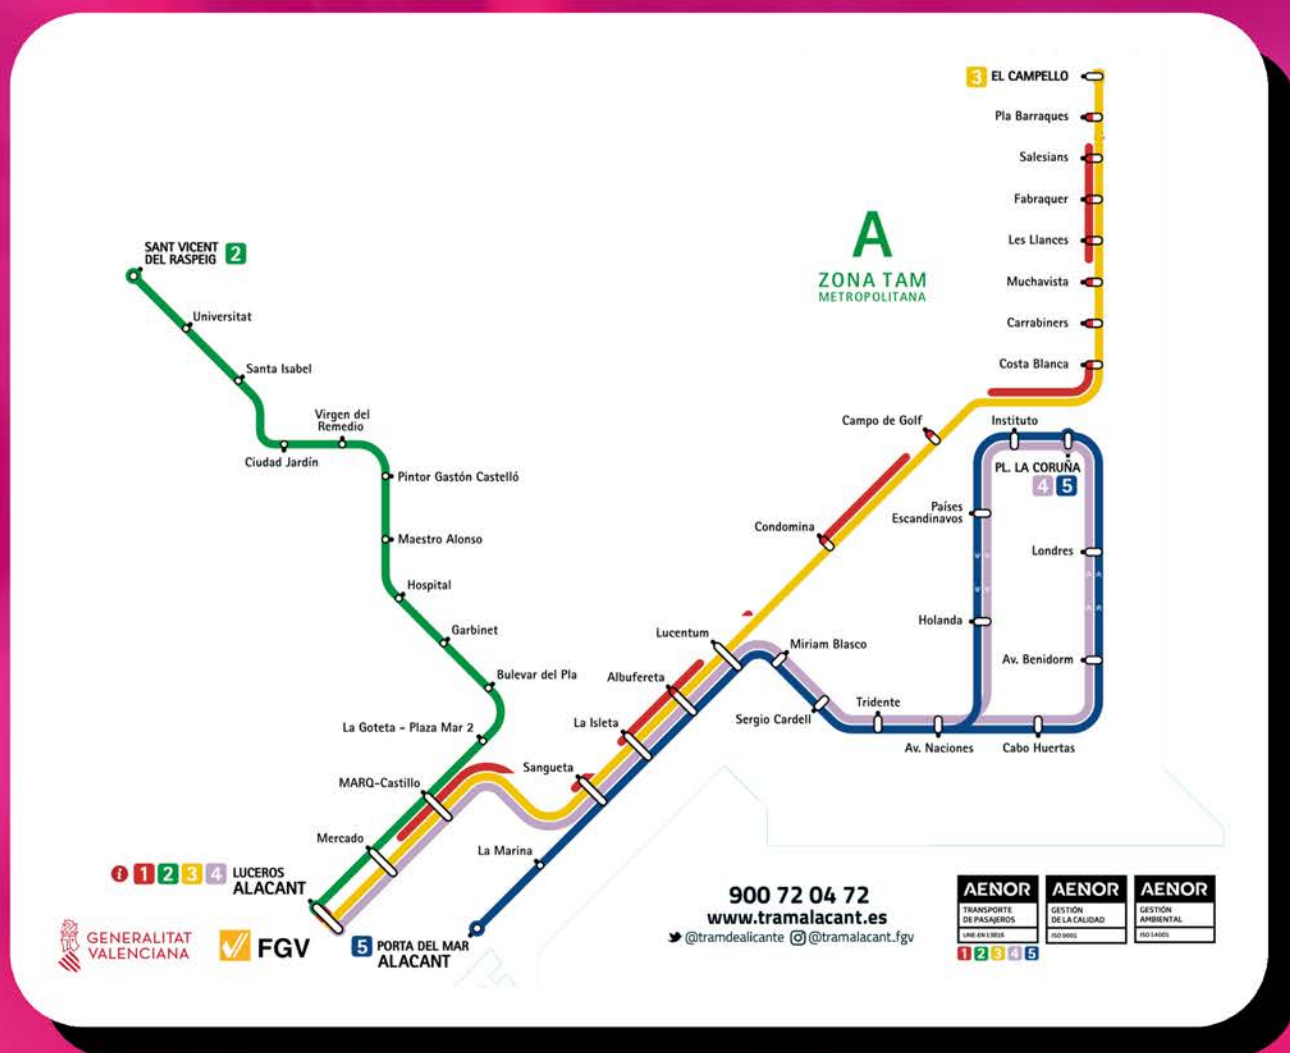 3 EL CAMPELLO
Pla Barraques
Salesians
Fabraquer
Les Llances
Muchavista
Carrabiners
Costa Blanca
A
ZONA TAM
METROPOLITANA
SANT VICENT
DEL RASPEIG 2
Universitat
Santa Isabel
Virgen del
Remedio
Ciudad Jardín
Pintor Gastón Castelló
Maestro Alonso
Hospital
Garbinet
Bulevar del Pla
La Goteta - Plaza Mar 2
MARQ-Castillo
Mercado
i 1 2 3 4 LUCEROS
ALACANT
Campo de Golf
Condomina
Lucentum
Albufereta
La Isleta
Sangueta
La Marina
5 PORTA DEL MAR
ALACANT
Instituto
PL. LA CORUÑA
4 5
Países
Escandinavos
Londres
Holanda
Av. Benidorm
Miriam Blasco
Sergio Cardell
Tridente
Av. Naciones
Cabo Huertas
GENERALITAT
VALENCIANA
FGV
900 72 04 72
www.tramalacant.es
@tramdealicante @tramalacant_fgv
AENOR
TRANSPORTE
DE PASAJEROS
UNE-EN 13816
1 2 3 4 5
AENOR
GESTIÓN
DE LA CALIDAD
ISO 9001
AENOR
GESTIÓN
AMBIENTAL
ISO 14001